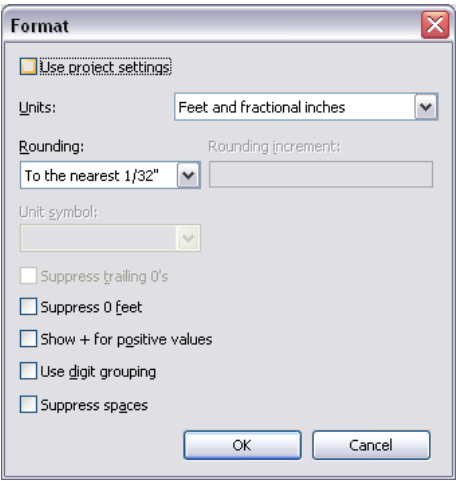 Format
Use project settings
Units:
Feet and fractional inches
Rounding:
Rounding increment:
To the nearest 1/32"
Unit symbol:
Suppress trailing 0's
Suppress 0 feet
Show + for positive values
Use digit grouping
Suppress spaces
OK
Cancel